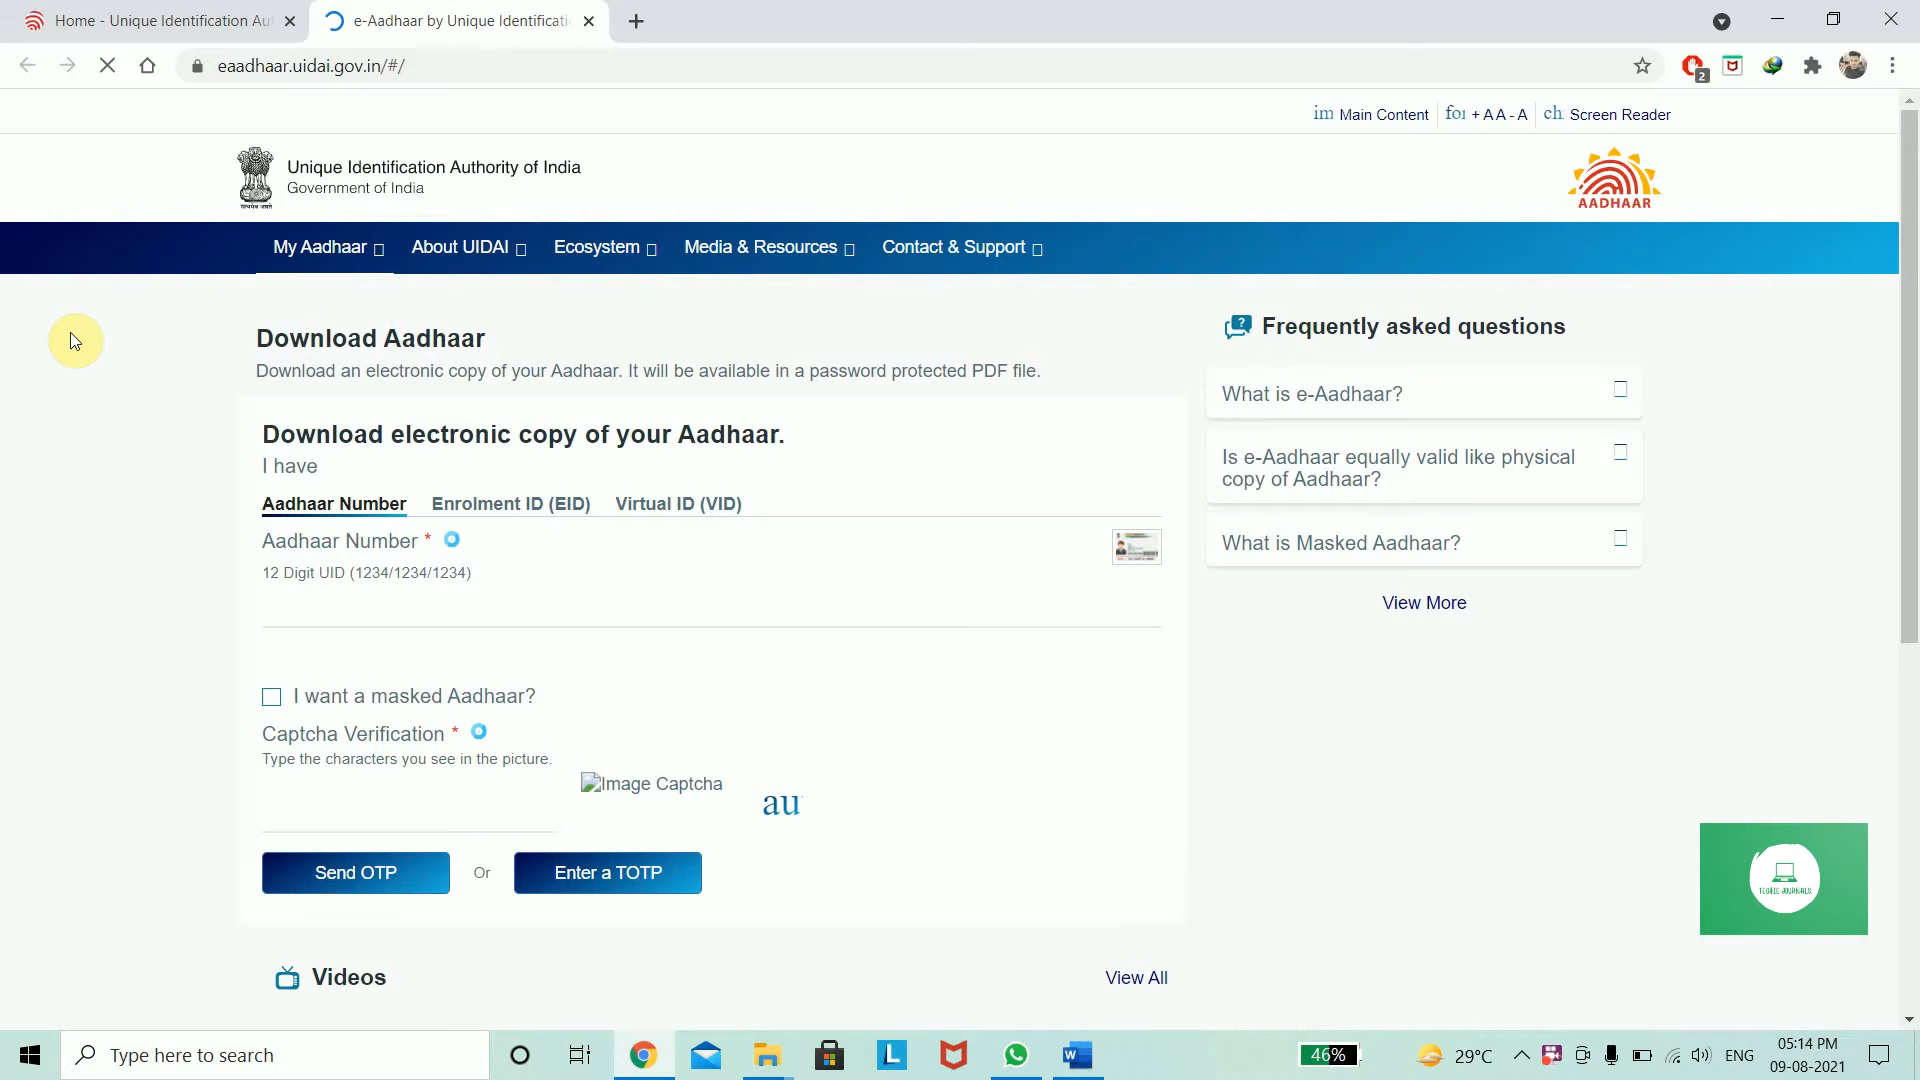 Home - Unique Identification Au
e-Aadhaar by Unique Identificati
eaadhaar.uidai.gov.in/#/
2
im Main Content
for + A A - A
ch Screen Reader
Unique Identification Authority of India
Government of India
AADHAAR
My Aadhaar
About UIDAI
Ecosystem
Media & Resources
Contact & Support
Download Aadhaar
Download an electronic copy of your Aadhaar. It will be available in a password protected PDF file.
Download electronic copy of your Aadhaar.
I have
Aadhaar Number
Enrolment ID (EID)
Virtual ID (VID)
Aadhaar Number *
12 Digit UID (1234/1234/1234)
I want a masked Aadhaar?
Captcha Verification *
Type the characters you see in the picture.
Image Captcha
au
Send OTP
Or
Enter a TOTP
Videos
View All
Frequently asked questions
What is e-Aadhaar?
Is e-Aadhaar equally valid like physical
copy of Aadhaar?
What is Masked Aadhaar?
View More
TECHIE JOURNALS
Type here to search
46%
29°C
ENG
05:14 PM
09-08-2021